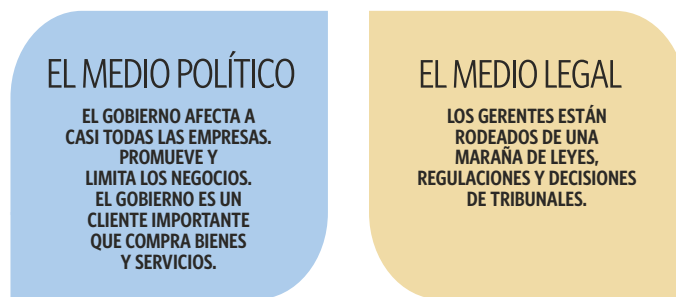 EL MEDIO POLÍTICO
EL GOBIERNO AFECTA A
CASI TODAS LAS EMPRESAS.
PROMUEVE Y
LIMITA LOS NEGOCIOS.
EL GOBIERNO ES UN
CLIENTE IMPORTANTE
QUE COMPRA BIENES
Y SERVICIOS.
EL MEDIO LEGAL
LOS GERENTES ESTÁN
RODEADOS DE UNA
MARAÑA DE LEYES,
REGULACIONES Y DECISIONES
DE TRIBUNALES.